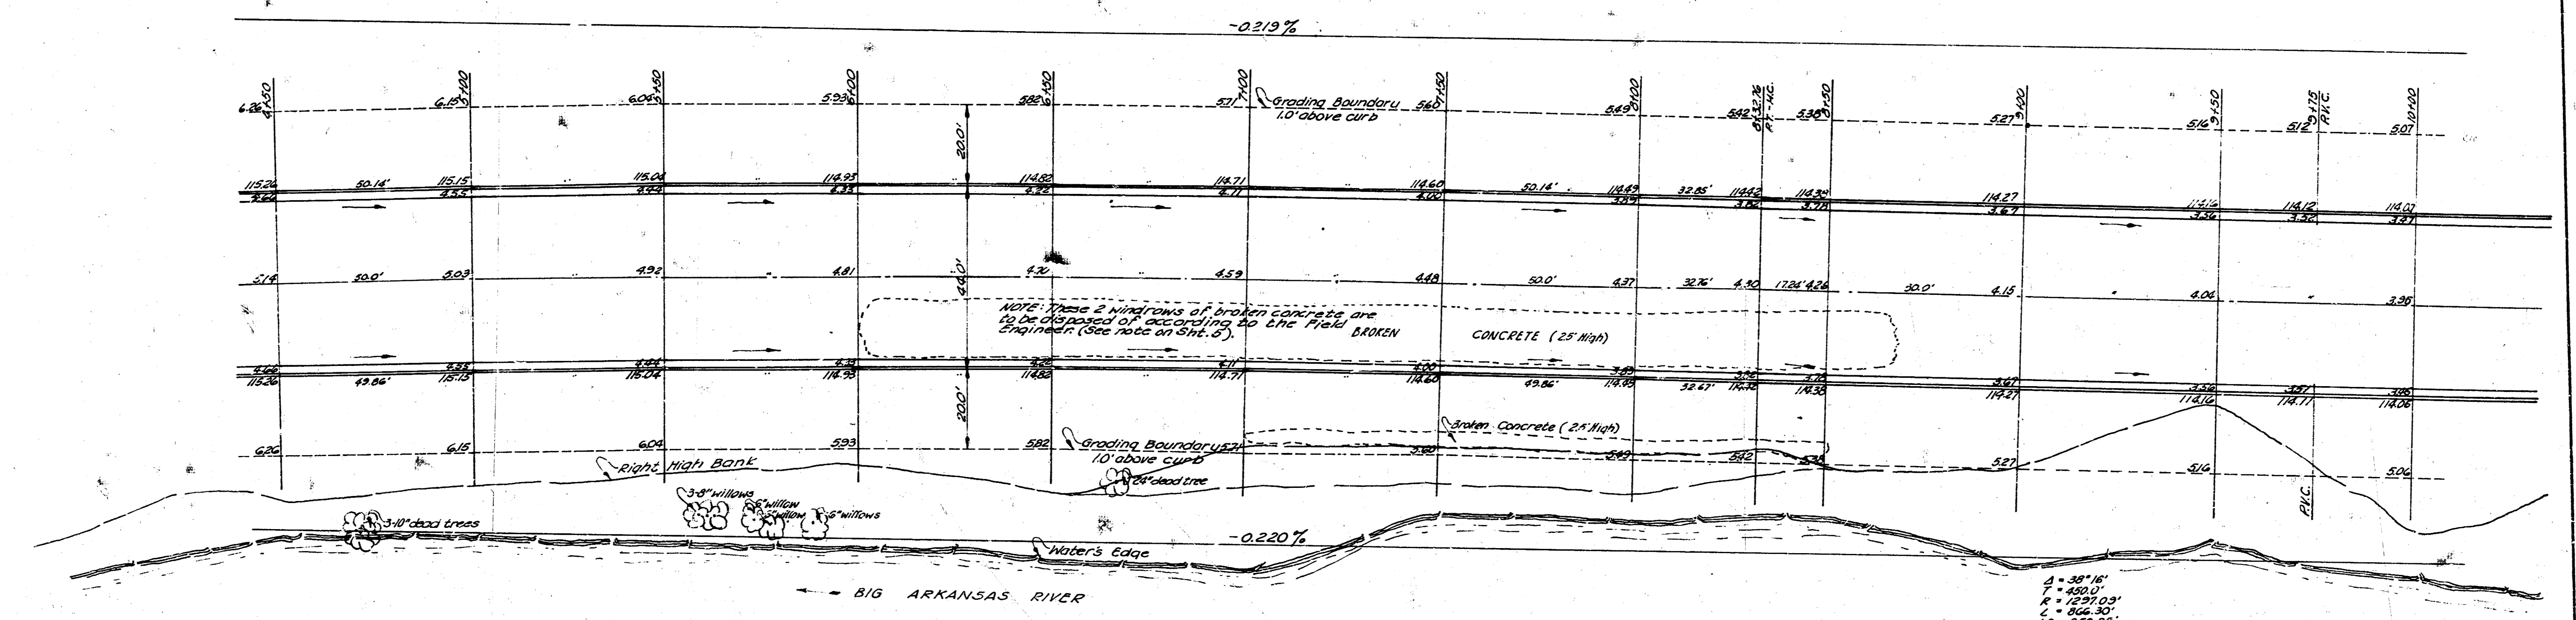 -0.219%
4+50
5+00
5+50
6+00
6+50
7+00
7+50
8+00
8+32.76
P.T. - H.C.
8+50
9+00
9+50
9+75
P.V.C.
10+00
6.26 6.15 6.04 5.93 5.82 5.71 5.60 5.49 5.42 5.38 5.27 5.16 5.12 5.07
Grading Boundary
1.0' above curb
20.0'
115.26 50.14' 115.15 115.04 114.93 114.82 114.71 114.60 50.14' 114.49 32.85' 114.42 114.39 114.27 114.16 114.12 114.07
4.66 4.55 4.44 4.33 4.22 4.11 4.00 3.89 3.82 3.78 3.67 3.56 3.52 3.47
5.14 50.0' 5.03 4.92 4.81 4.70 4.59 4.48 50.0' 4.37 32.76' 4.30 17.24' 4.26 50.0' 4.15 4.04 3.95
44.0'
NOTE: These 2 windrows of broken concrete are
to be disposed of according to the Field
Engineer. (See note on Sht. 5).
BROKEN CONCRETE (2.5' High)
4.66 4.55 4.44 4.33 4.22 4.11 4.00 3.89 3.78 3.67 3.56 3.51
115.26 49.86' 115.15 115.04 114.93 114.82 114.71 114.60 49.86' 114.49 32.67' 114.38 114.27 114.16 114.11 114.06
20.0'
Broken Concrete (2.5' High)
6.26 6.15 6.04 5.93 5.82 5.71 5.60 5.49 5.42 5.38 5.27 5.16 5.06
Grading Boundary
1.0' above curb
Right High Bank
24" dead tree
3-8" willows
6" willow
6" willows
3-10" dead trees
P.V.C.
-0.220%
Water's Edge
BIG ARKANSAS RIVER
Δ = 38°16'
T = 450.0'
R = 1297.09'
L = 866.30'